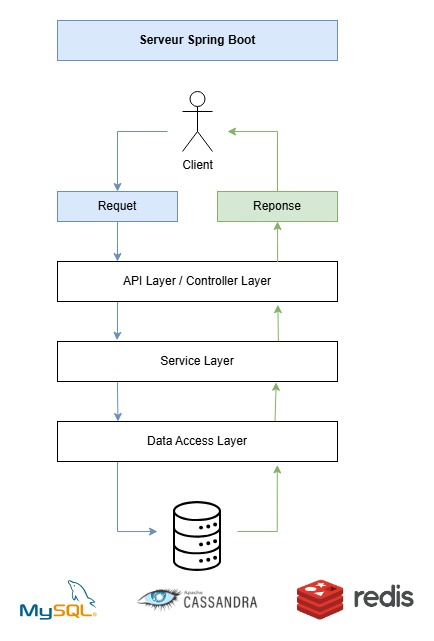 Serveur Spring Boot
Client
Requet
Reponse
API Layer / Controller Layer
Service Layer
Data Access Layer
MySQL
Apache
CASSANDRA
redis